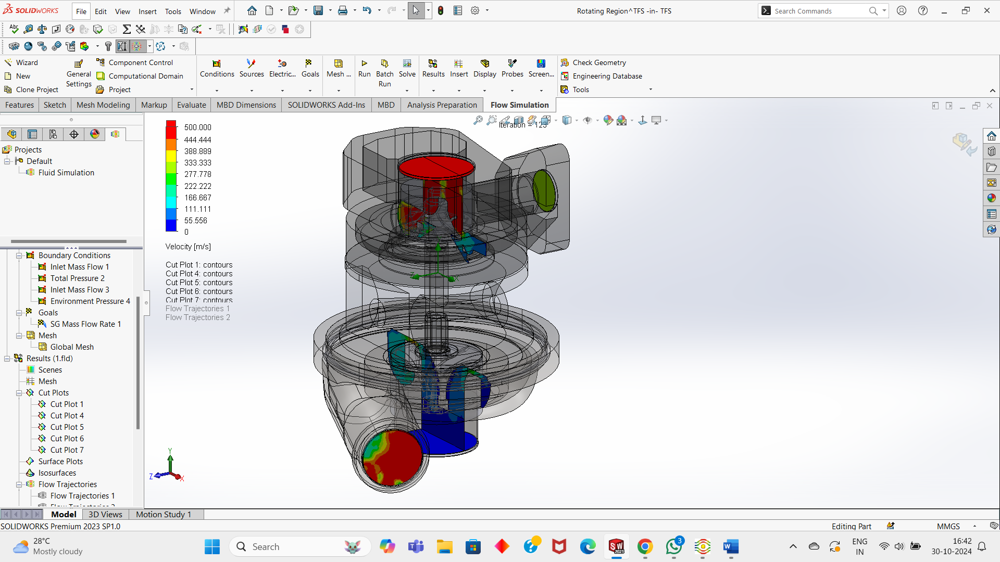 SOLIDWORKS
File Edit View Insert Tools Window
Rotating Region^TFS -in- TFS
Search Commands
Abc
Wizard
New
Clone Project
General Settings
Component Control
Computational Domain
Project
Conditions
Sources
Electric...
Goals
Mesh ...
Run
Batch Run
Solve
Results
Insert
Display
Probes
Screen...
Check Geometry
Engineering Database
Tools
Features
Sketch
Mesh Modeling
Markup
Evaluate
MBD Dimensions
SOLIDWORKS Add-Ins
MBD
Analysis Preparation
Flow Simulation
Iteration = 123
Projects
Default
Fluid Simulation
Boundary Conditions
Inlet Mass Flow 1
Total Pressure 2
Inlet Mass Flow 3
Environment Pressure 4
Goals
SG Mass Flow Rate 1
Mesh
Global Mesh
Results (1.fld)
Scenes
Mesh
Cut Plots
Cut Plot 1
Cut Plot 4
Cut Plot 5
Cut Plot 6
Cut Plot 7
Surface Plots
Isosurfaces
Flow Trajectories
Flow Trajectories 1
Flow Trajectories 2
500.000
444.444
388.889
333.333
277.778
222.222
166.667
111.111
55.556
0
Velocity [m/s]
Cut Plot 1: contours
Cut Plot 4: contours
Cut Plot 5: contours
Cut Plot 6: contours
Cut Plot 7: contours
Flow Trajectories 1
Flow Trajectories 2
Z
X
Y
Z
X
Model
3D Views
Motion Study 1
SOLIDWORKS Premium 2023 SP1.0
Editing Part
MMGS
28°C
Mostly cloudy
Search
SW
2023
3
W
ENG
IN
16:42
30-10-2024